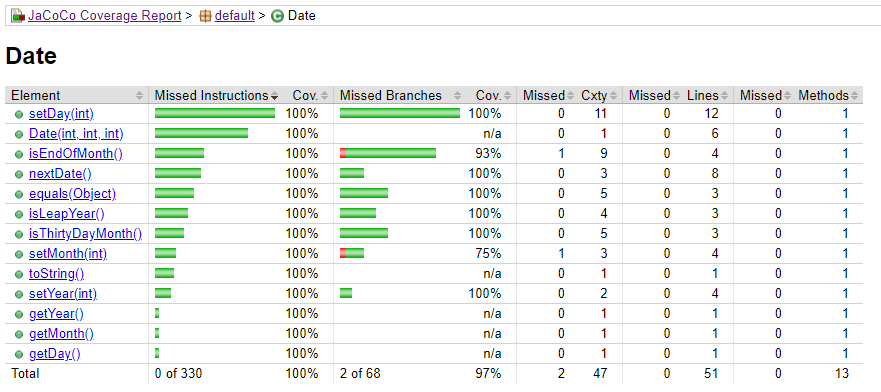 JaCoCo Coverage Report > default > Date
Date
Element Missed Instructions Cov. Missed Branches Cov. Missed Cxty Missed Lines Missed Methods
setDay(int) 100% 100% 0 11 0 12 0 1
Date(int, int, int) 100% n/a 0 1 0 6 0 1
isEndOfMonth() 100% 93% 1 9 0 4 0 1
nextDate() 100% 100% 0 3 0 8 0 1
equals(Object) 100% 100% 0 5 0 3 0 1
isLeapYear() 100% 100% 0 4 0 3 0 1
isThirtyDayMonth() 100% 100% 0 5 0 3 0 1
setMonth(int) 100% 75% 1 3 0 4 0 1
toString() 100% n/a 0 1 0 1 0 1
setYear(int) 100% 100% 0 2 0 4 0 1
getYear() 100% n/a 0 1 0 1 0 1
getMonth() 100% n/a 0 1 0 1 0 1
getDay() 100% n/a 0 1 0 1 0 1
Total 0 of 330 100% 2 of 68 97% 2 47 0 51 0 13